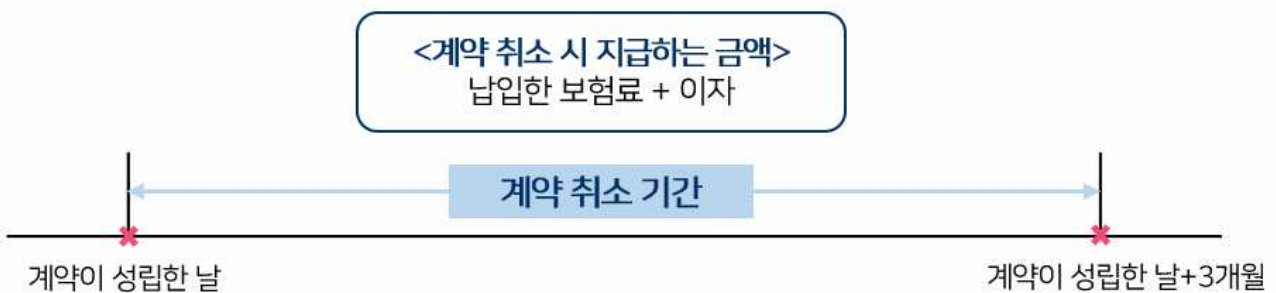 <계약 취소 시 지급하는 금액>
납입한 보험료 + 이자
계약 취소 기간
계약이 성립한 날
계약이 성립한 날+3개월